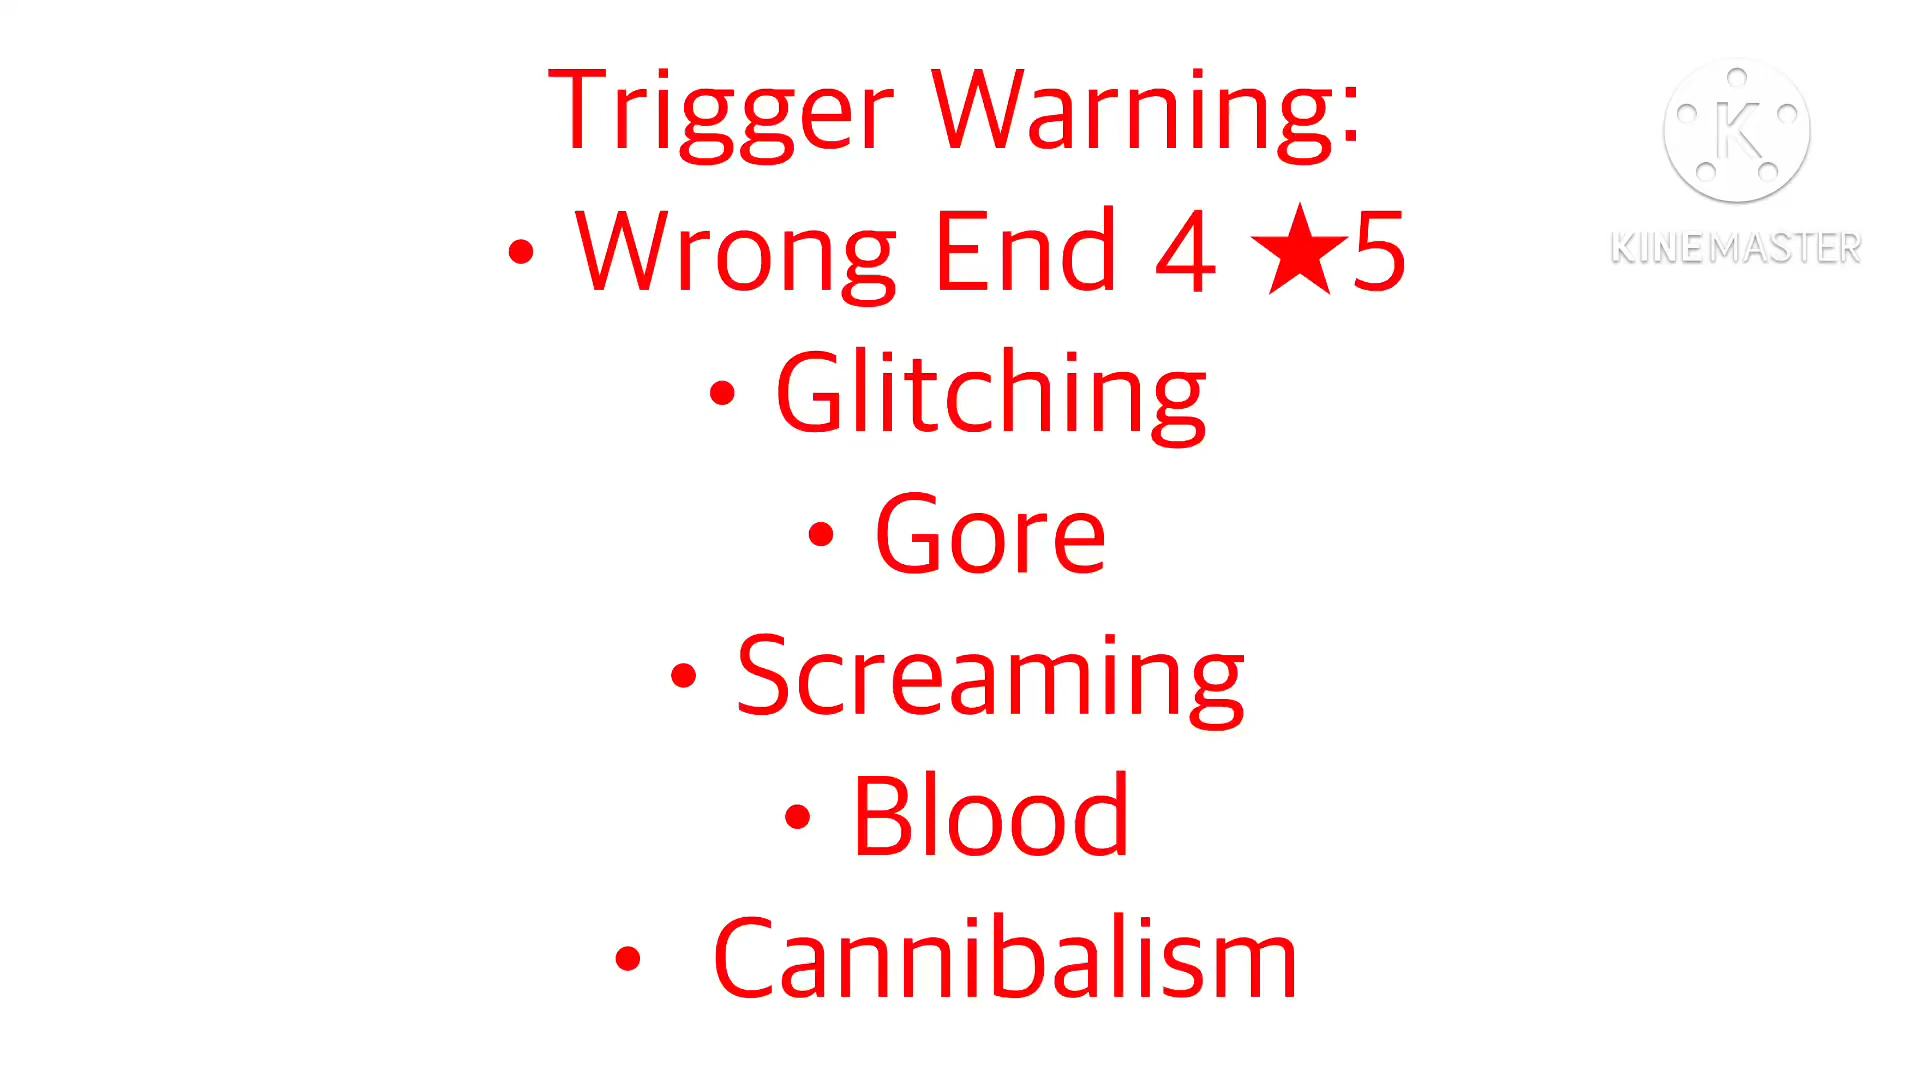 Trigger Warning:
• Wrong End 4 ★5
• Glitching
• Gore
• Screaming
• Blood
• Cannibalism
K
KINEMASTER